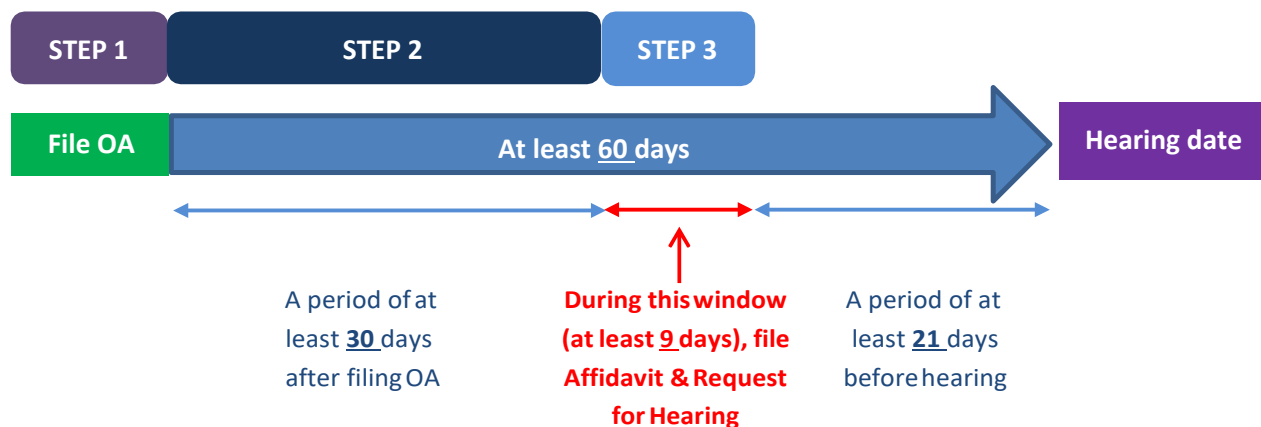 STEP 1
STEP 2
STEP 3
File OA
At least 60 days
Hearing date
A period of at
least 30 days
after filing OA
During this window
(at least 9 days), file
Affidavit & Request
for Hearing
A period of at
least 21 days
before hearing